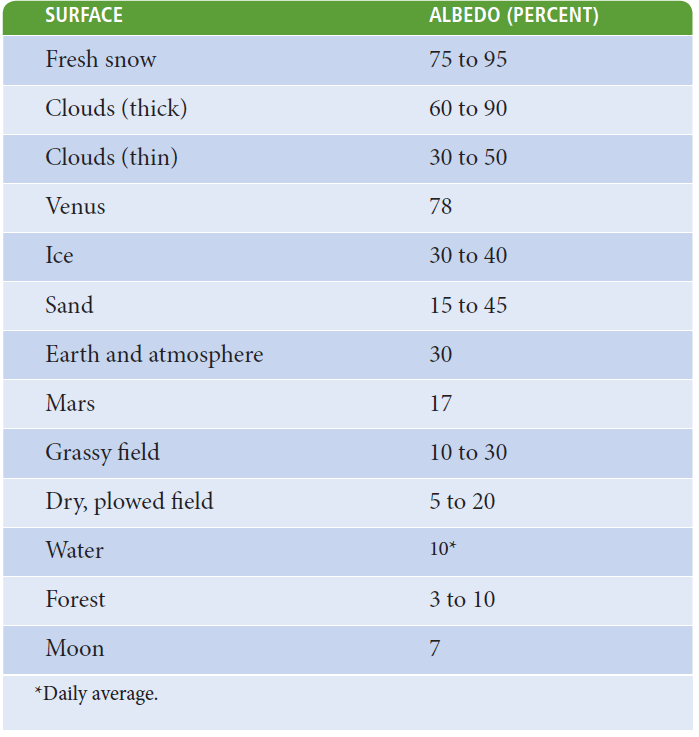 SURFACE ALBEDO (PERCENT)
Fresh snow 75 to 95
Clouds (thick) 60 to 90
Clouds (thin) 30 to 50
Venus 78
Ice 30 to 40
Sand 15 to 45
Earth and atmosphere 30
Mars 17
Grassy field 10 to 30
Dry, plowed field 5 to 20
Water 10*
Forest 3 to 10
Moon 7
*Daily average.